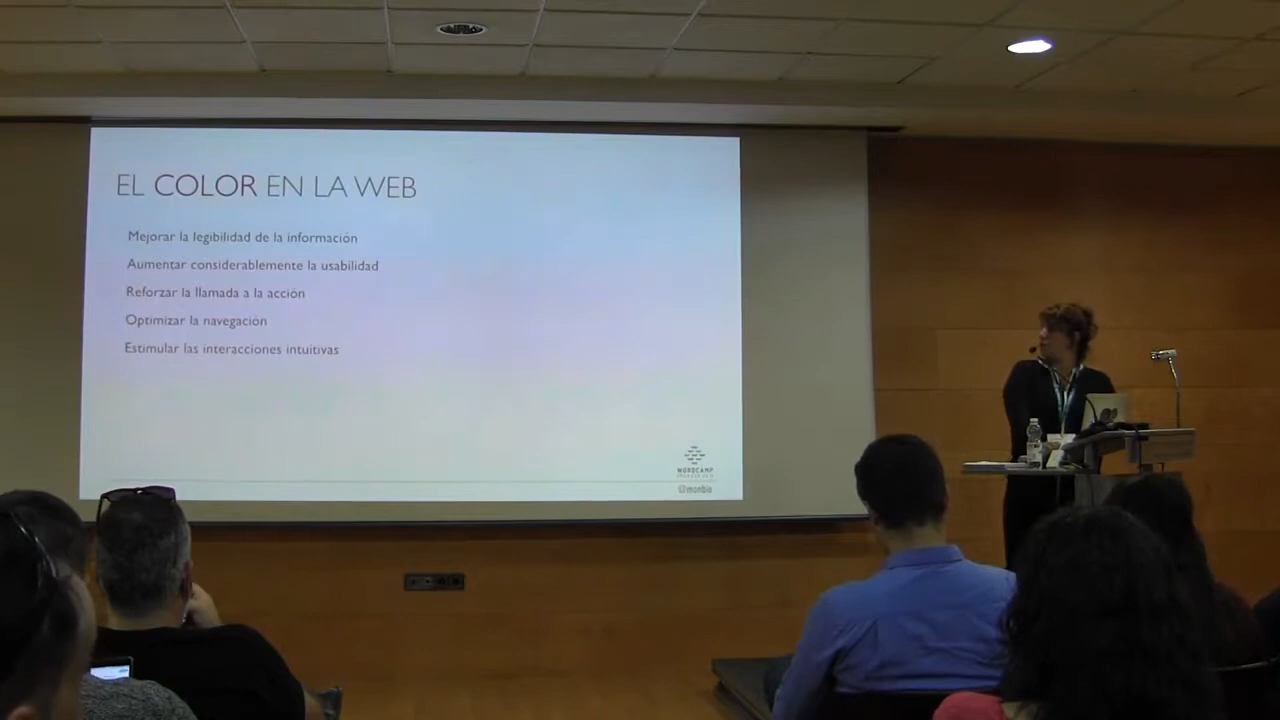 EL COLOR EN LA WEB
Mejorar la legibilidad de la información
Aumentar considerablemente la usabilidad
Reforzar la llamada a la acción
Optimizar la navegación
Estimular las interacciones intuitivas
WORDCAMP
@monbio